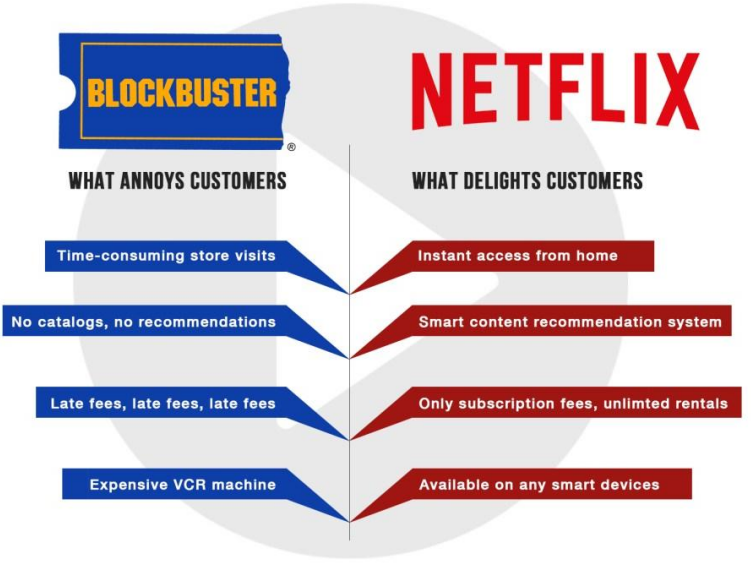 BLOCKBUSTER
®
NETFLIX
WHAT ANNOYS CUSTOMERS
WHAT DELIGHTS CUSTOMERS
Time-consuming store visits
Instant access from home
No catalogs, no recommendations
Smart content recommendation system
Late fees, late fees, late fees
Only subscription fees, unlimted rentals
Expensive VCR machine
Available on any smart devices